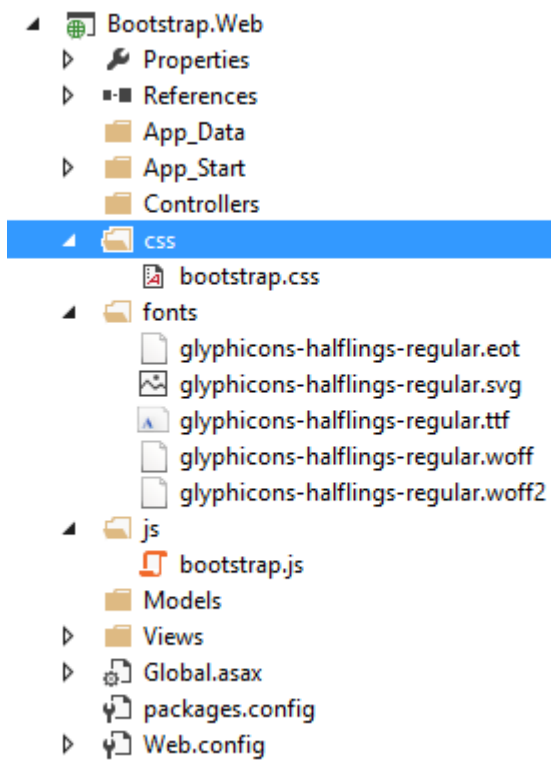 Bootstrap.Web
Properties
References
App_Data
App_Start
Controllers
css
bootstrap.css
fonts
glyphicons-halflings-regular.eot
glyphicons-halflings-regular.svg
glyphicons-halflings-regular.ttf
glyphicons-halflings-regular.woff
glyphicons-halflings-regular.woff2
js
bootstrap.js
Models
Views
Global.asax
packages.config
Web.config